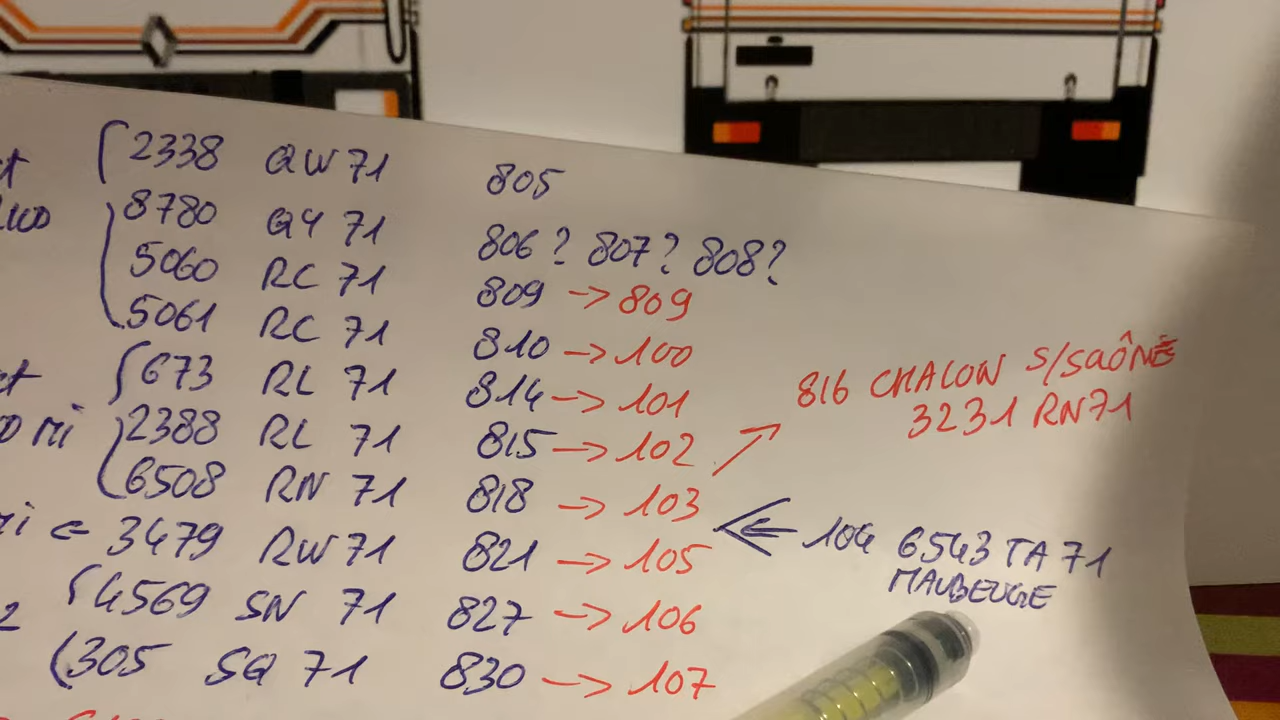 2338 QW 71 805
8780 QY 71 806? 807? 808?
5060 RC 71 809 → 809
5061 RC 71 810 → 100
673 RL 71 814 → 101
2388 RL 71 815 → 102
816 CHALON S/SAÔNE
3231 RN 71
6508 RN 71 818 → 103
3479 RW 71 821 → 105
104 6543 TA 71
MAUBEUGE
4569 SN 71 827 → 106
305 SQ 71 830 → 107